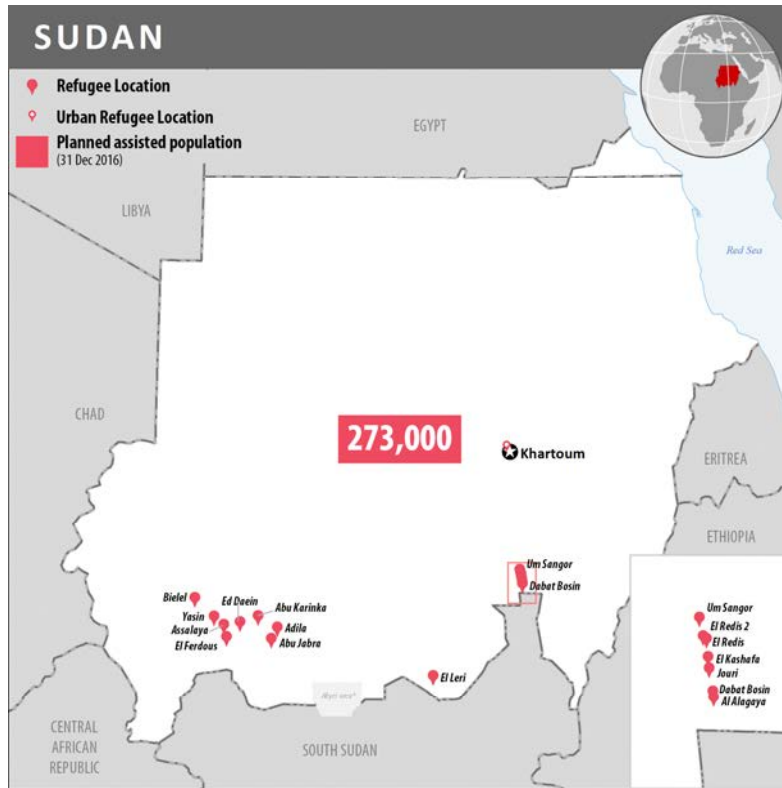 SUDAN
Refugee Location
Urban Refugee Location
Planned assisted population
(31 Dec 2016)
EGYPT
LIBYA
Red Sea
CHAD
273,000
Khartoum
ERITREA
ETHIOPIA
Um Sangor
Dabat Bosin
Bielel
Ed Daein
Abu Karinka
Yasin
Assalaya
Adila
El Ferdous
Abu Jabra
El Leri
Um Sangor
El Redis 2
El Redis
El Kashafa
Jouri
Dabat Bosin
Al Alagaya
CENTRAL
AFRICAN
REPUBLIC
SOUTH SUDAN